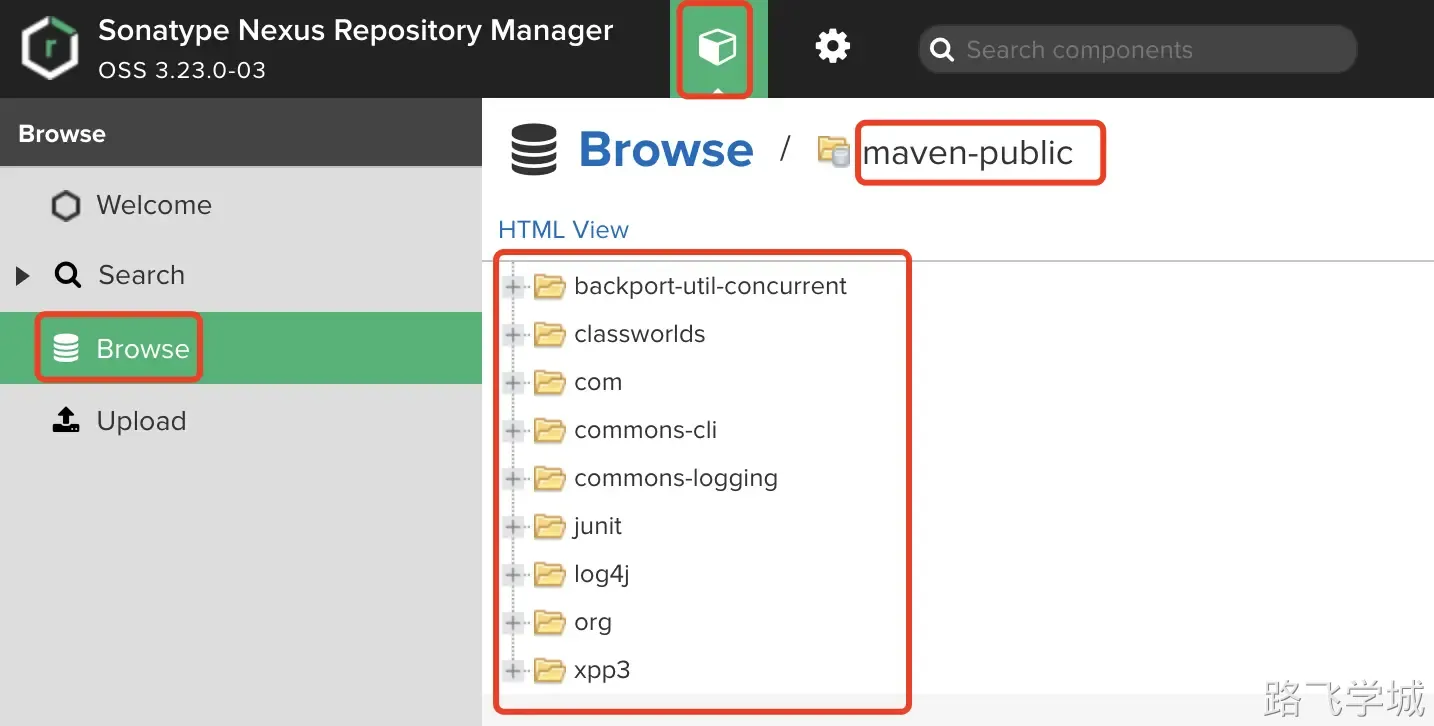 Sonatype Nexus Repository Manager
OSS 3.23.0-03
Search components
Browse
Welcome
Search
Browse
Upload
Browse / maven-public
HTML View
backport-util-concurrent
classworlds
com
commons-cli
commons-logging
junit
log4j
org
xpp3
路飞学城